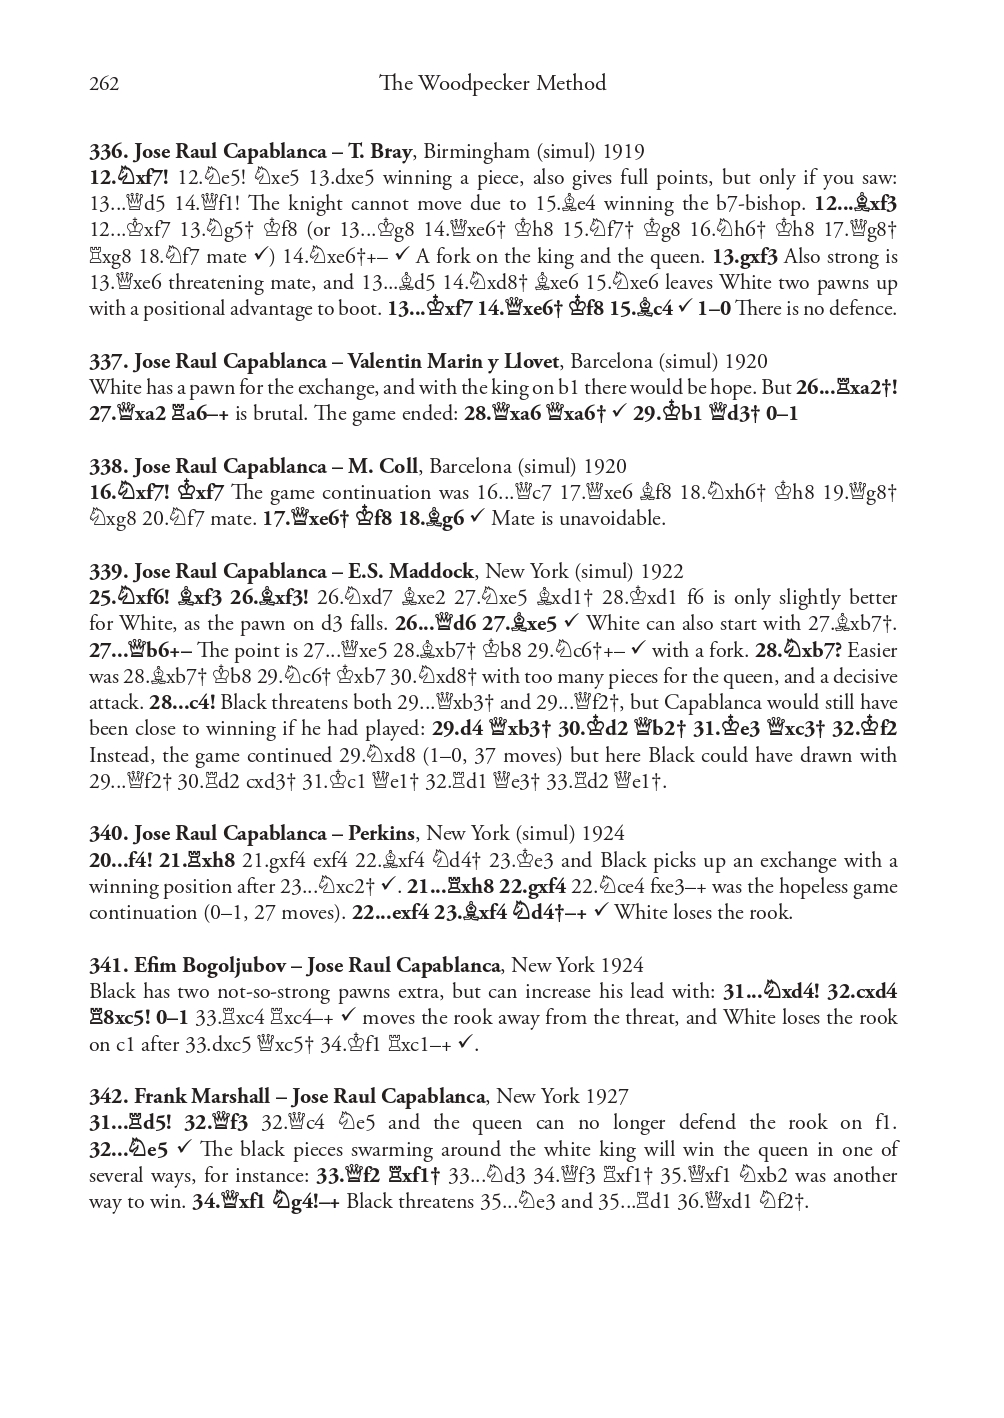 262
The Woodpecker Method
336. Jose Raul Capablanca – T. Bray, Birmingham (simul) 1919
12.♘xf7! 12.♘e5! ♘xe5 13.dxe5 winning a piece, also gives full points, but only if you saw:
13...♕d5 14.♕f1! The knight cannot move due to 15.♗e4 winning the b7-bishop. 12...♗xf3
12...♔xf7 13.♘g5† ♔f8 (or 13...♔g8 14.♕xe6† ♔h8 15.♘f7† ♔g8 16.♘h6† ♔h8 17.♕g8†
♖xg8 18.♘f7 mate ✓) 14.♘xe6†+– ✓ A fork on the king and the queen. 13.gxf3 Also strong is
13.♕xe6 threatening mate, and 13...♗d5 14.♘xd8† ♗xe6 15.♘xe6 leaves White two pawns up
with a positional advantage to boot. 13...♔xf7 14.♕xe6† ♔f8 15.♗c4 ✓ 1–0 There is no defence.
337. Jose Raul Capablanca – Valentin Marin y Llovet, Barcelona (simul) 1920
White has a pawn for the exchange, and with the king on b1 there would be hope. But 26...♖xa2†!
27.♕xa2 ♖a6–+ is brutal. The game ended: 28.♕xa6 ♕xa6† ✓ 29.♔b1 ♕d3† 0–1
338. Jose Raul Capablanca – M. Coll, Barcelona (simul) 1920
16.♘xf7! ♔xf7 The game continuation was 16...♕c7 17.♕xe6 ♗f8 18.♘xh6† ♔h8 19.♕g8†
♘xg8 20.♘f7 mate. 17.♕xe6† ♔f8 18.♗g6 ✓ Mate is unavoidable.
339. Jose Raul Capablanca – E.S. Maddock, New York (simul) 1922
25.♘xf6! ♗xf3 26.♗xf3! 26.♘xd7 ♗xe2 27.♘xe5 ♗xd1† 28.♔xd1 f6 is only slightly better
for White, as the pawn on d3 falls. 26...♕d6 27.♗xe5 ✓ White can also start with 27.♗xb7†.
27...♕b6+– The point is 27...♕xe5 28.♗xb7† ♔b8 29.♘c6†+– ✓ with a fork. 28.♘xb7? Easier
was 28.♗xb7† ♔b8 29.♘c6† ♔xb7 30.♘xd8† with too many pieces for the queen, and a decisive
attack. 28...c4! Black threatens both 29...♕xb3† and 29...♕f2†, but Capablanca would still have
been close to winning if he had played: 29.d4 ♕xb3† 30.♔d2 ♕b2† 31.♔e3 ♕xc3† 32.♔f2
Instead, the game continued 29.♘xd8 (1–0, 37 moves) but here Black could have drawn with
29...♕f2† 30.♖d2 cxd3† 31.♔c1 ♕e1† 32.♖d1 ♕e3† 33.♖d2 ♕e1†.
340. Jose Raul Capablanca – Perkins, New York (simul) 1924
20...f4! 21.♖xh8 21.gxf4 exf4 22.♗xf4 ♘d4† 23.♔e3 and Black picks up an exchange with a
winning position after 23...♘xc2† ✓. 21...♖xh8 22.gxf4 22.♘ce4 fxe3–+ was the hopeless game
continuation (0–1, 27 moves). 22...exf4 23.♗xf4 ♘d4†–+ ✓ White loses the rook.
341. Efim Bogoljubov – Jose Raul Capablanca, New York 1924
Black has two not-so-strong pawns extra, but can increase his lead with: 31...♘xd4! 32.cxd4
♖8xc5! 0–1 33.♖xc4 ♖xc4–+ ✓ moves the rook away from the threat, and White loses the rook
on c1 after 33.dxc5 ♕xc5† 34.♔f1 ♖xc1–+ ✓.
342. Frank Marshall – Jose Raul Capablanca, New York 1927
31...♖d5! 32.♕f3 32.♕c4 ♘e5 and the queen can no longer defend the rook on f1.
32...♘e5 ✓ The black pieces swarming around the white king will win the queen in one of
several ways, for instance: 33.♕f2 ♖xf1† 33...♘d3 34.♕f3 ♖xf1† 35.♕xf1 ♘xb2 was another
way to win. 34.♕xf1 ♘g4!–+ Black threatens 35...♘e3 and 35...♖d1 36.♕xd1 ♘f2†.